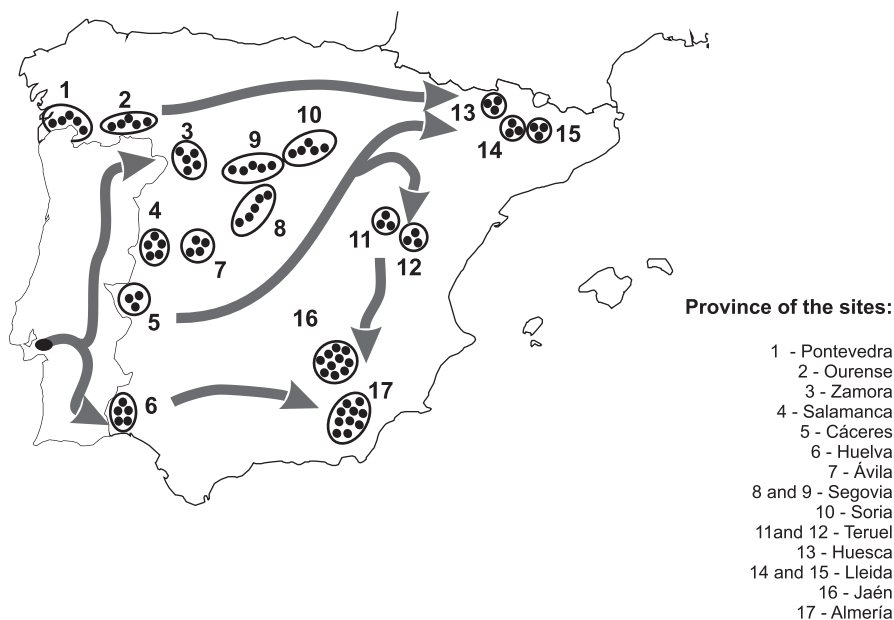 1
2
3
4
5
6
7
8
9
10
11
12
13
14
15
16
17
Province of the sites:
1 - Pontevedra
2 - Ourense
3 - Zamora
4 - Salamanca
5 - Cáceres
6 - Huelva
7 - Ávila
8 and 9 - Segovia
10 - Soria
11and 12 - Teruel
13 - Huesca
14 and 15 - Lleida
16 - Jaén
17 - Almería